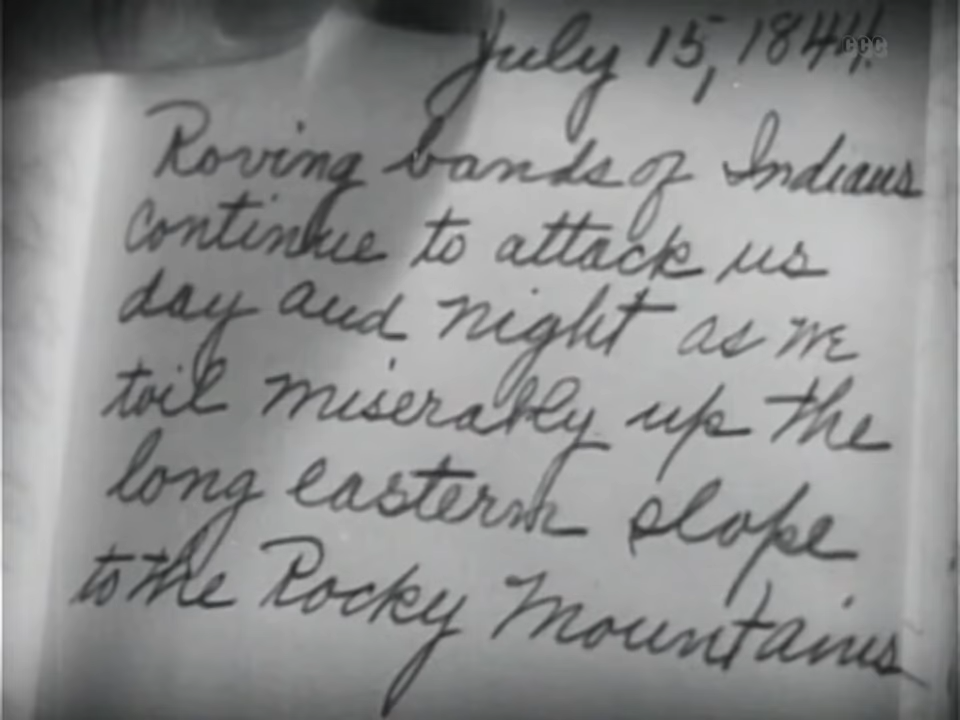 July 15, 1844.
Roving bands of Indians
continue to attack us
day and night as we
toil miserably up the
long eastern slope
to the Rocky Mountains